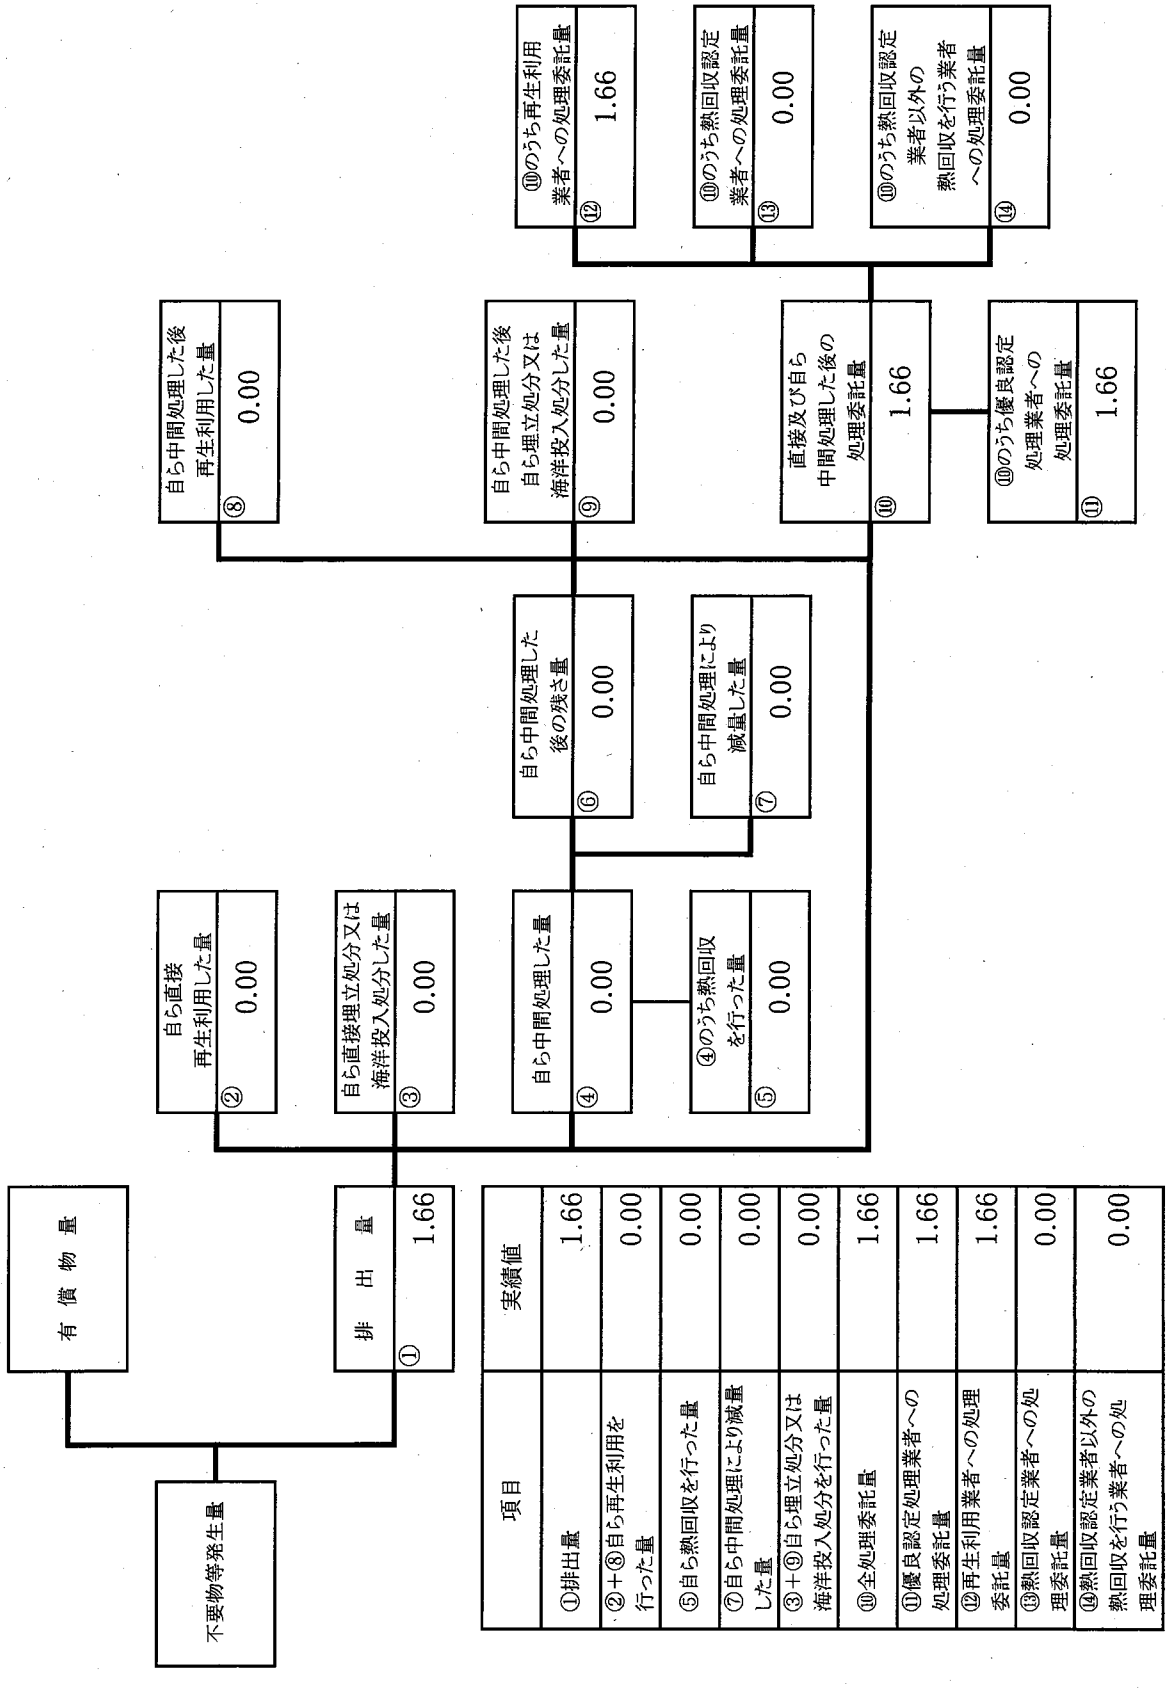 不要物等発生量
有 償 物 量
排 出 量
① 1.66
自ら直接
再生利用した量
② 0.00
自ら直接埋立処分又は
海洋投入処分した量
③ 0.00
自ら中間処理した量
④ 0.00
④のうち熱回収
を行った量
⑤ 0.00
自ら中間処理した
後の残さ量
⑥ 0.00
自ら中間処理により
減量した量
⑦ 0.00
自ら中間処理した後
再生利用した量
⑧ 0.00
自ら中間処理した後
自ら埋立処分又は
海洋投入処分した量
⑨ 0.00
直接及び自ら
中間処理した後の
処理委託量
⑩ 1.66
⑩のうち優良認定
処理業者への
処理委託量
⑪ 1.66
⑩のうち再生利用
業者への処理委託量
⑫ 1.66
⑩のうち熱回収認定
業者への処理委託量
⑬ 0.00
⑩のうち熱回収認定
業者以外の
熱回収を行う業者
への処理委託量
⑭ 0.00
項目 実績値
①排出量 1.66
②+⑧自ら再生利用を
行った量 0.00
⑤自ら熱回収を行った量 0.00
⑦自ら中間処理により減量
した量 0.00
③+⑨自ら埋立処分又は
海洋投入処分を行った量 0.00
⑩全処理委託量 1.66
⑪優良認定処理業者への
処理委託量 1.66
⑫再生利用業者への処理
委託量 1.66
⑬熱回収認定業者への処
理委託量 0.00
⑭熱回収認定業者以外の
熱回収を行う業者への処
理委託量 0.00